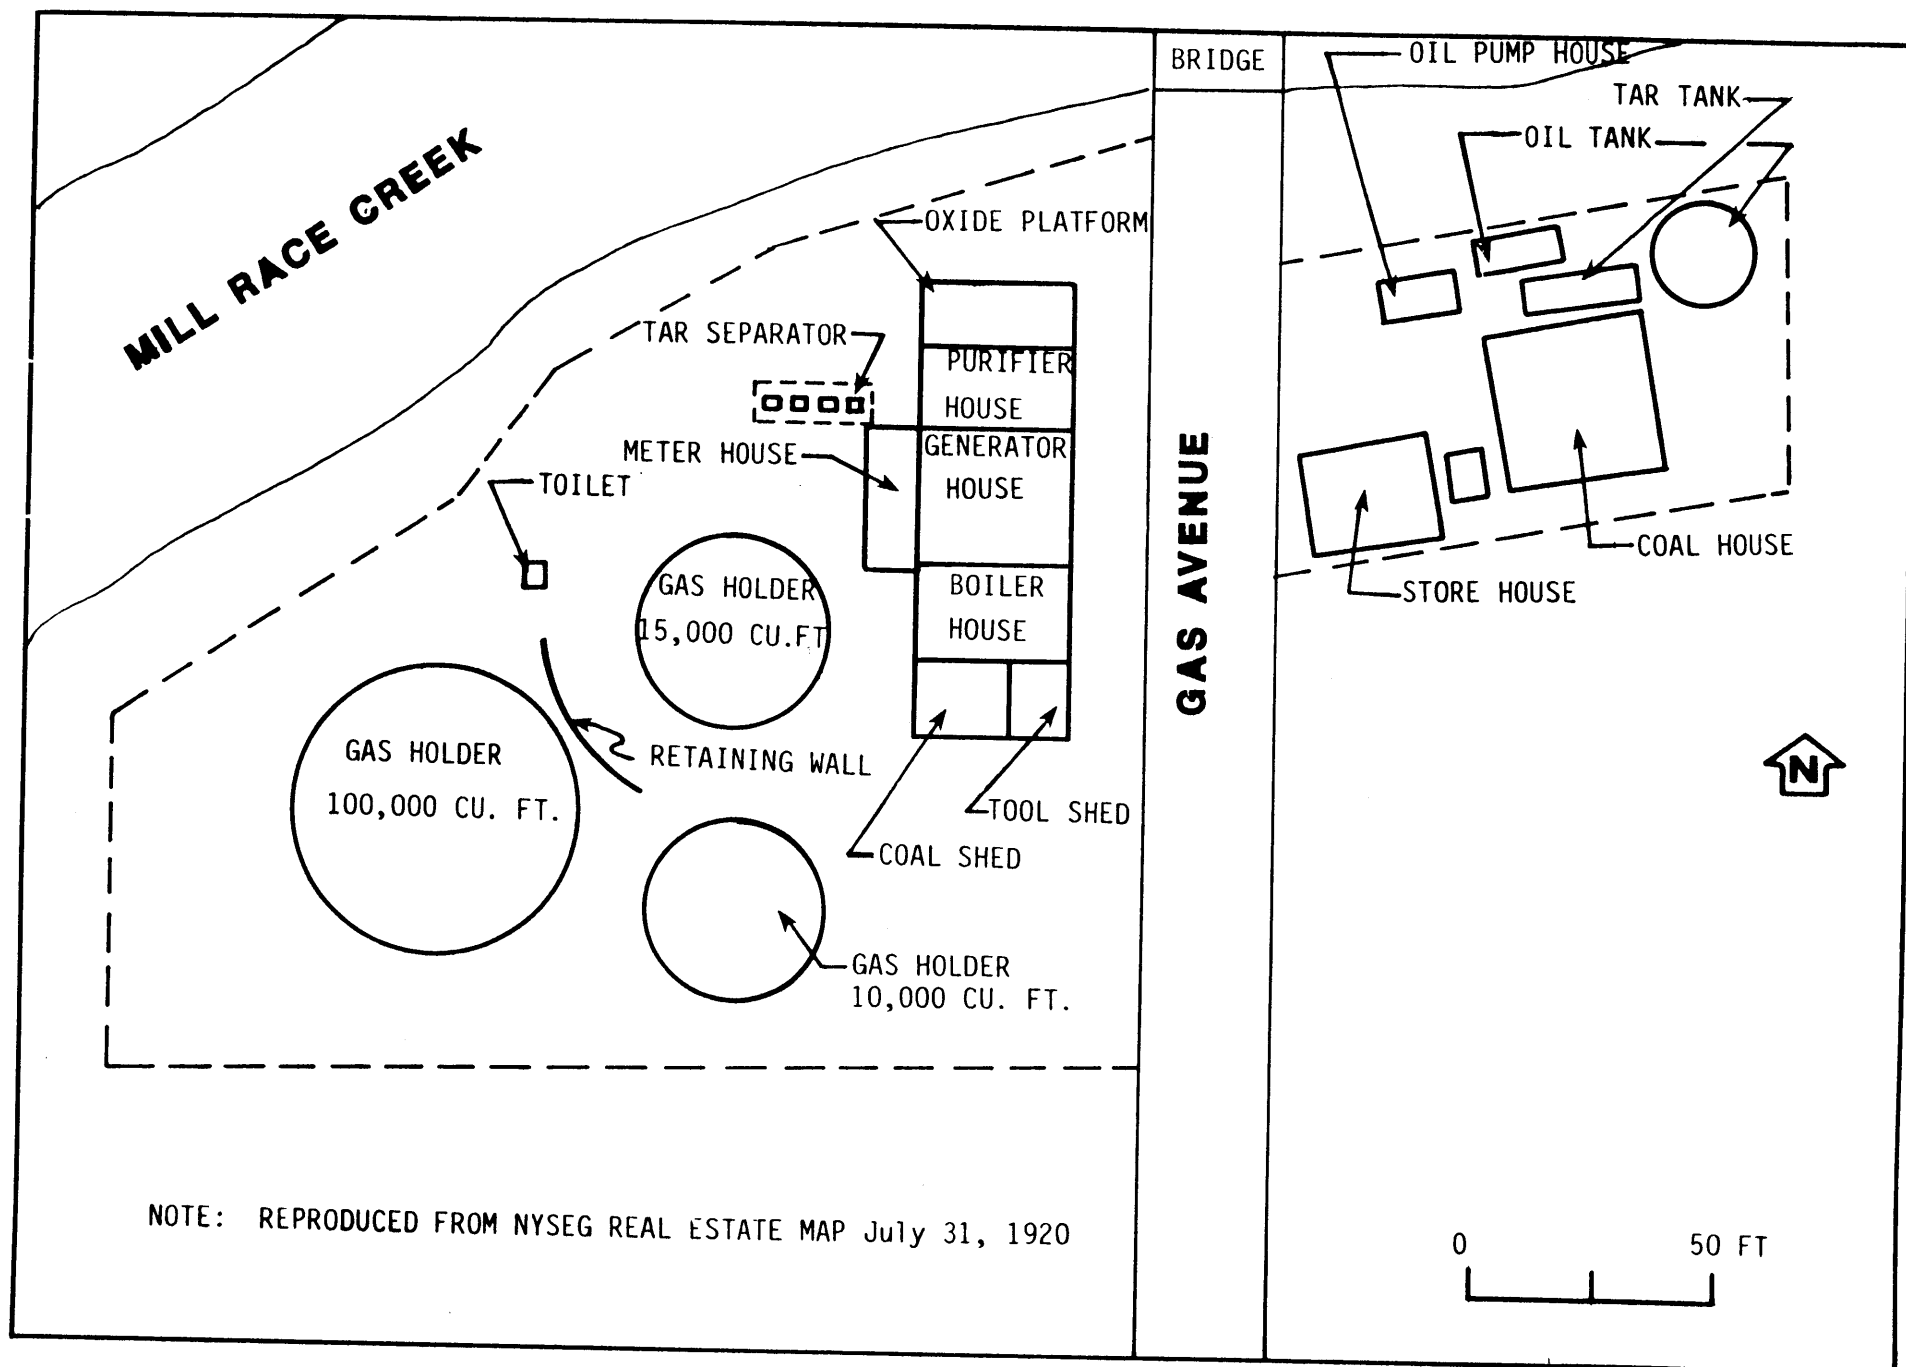 BRIDGE
OIL PUMP HOUSE
TAR TANK
OIL TANK
MILL RACE CREEK
OXIDE PLATFORM
TAR SEPARATOR
PURIFIER
HOUSE
METER HOUSE
GENERATOR
HOUSE
TOILET
GAS AVENUE
COAL HOUSE
STORE HOUSE
GAS HOLDER
15,000 CU.FT
BOILER
HOUSE
GAS HOLDER
100,000 CU. FT.
RETAINING WALL
TOOL SHED
COAL SHED
N
GAS HOLDER
10,000 CU. FT.
NOTE: REPRODUCED FROM NYSEG REAL ESTATE MAP July 31, 1920
0 50 FT